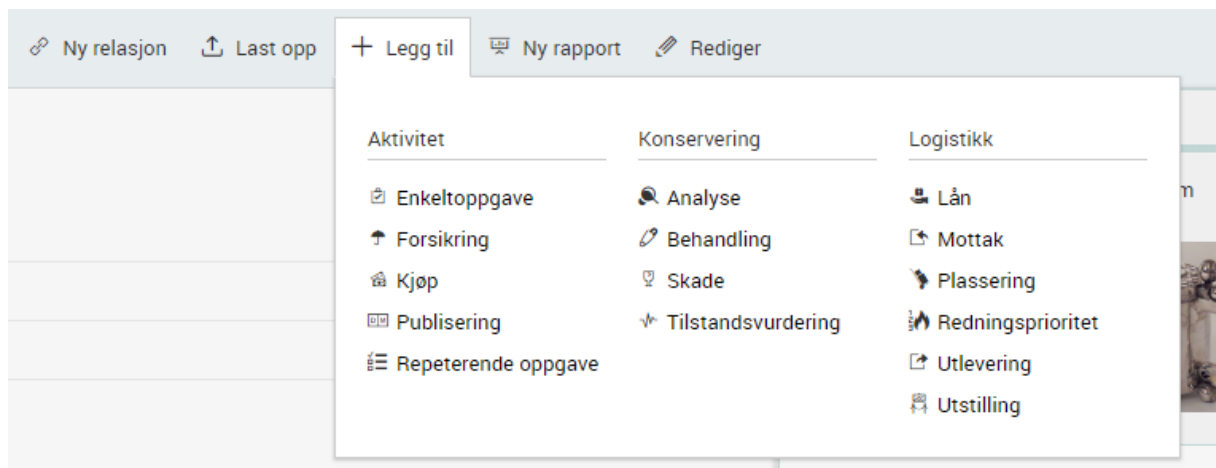 Ny relasjon Last opp Legg til Ny rapport Rediger
Aktivitet Konservering Logistikk
Enkeltoppgave Analyse Lån
Forsikring Behandling Mottak
Kjøp Skade Plassering
Publisering Tilstandsvurdering Redningsprioritet
Repeterende oppgave Utlevering
Utstilling
m